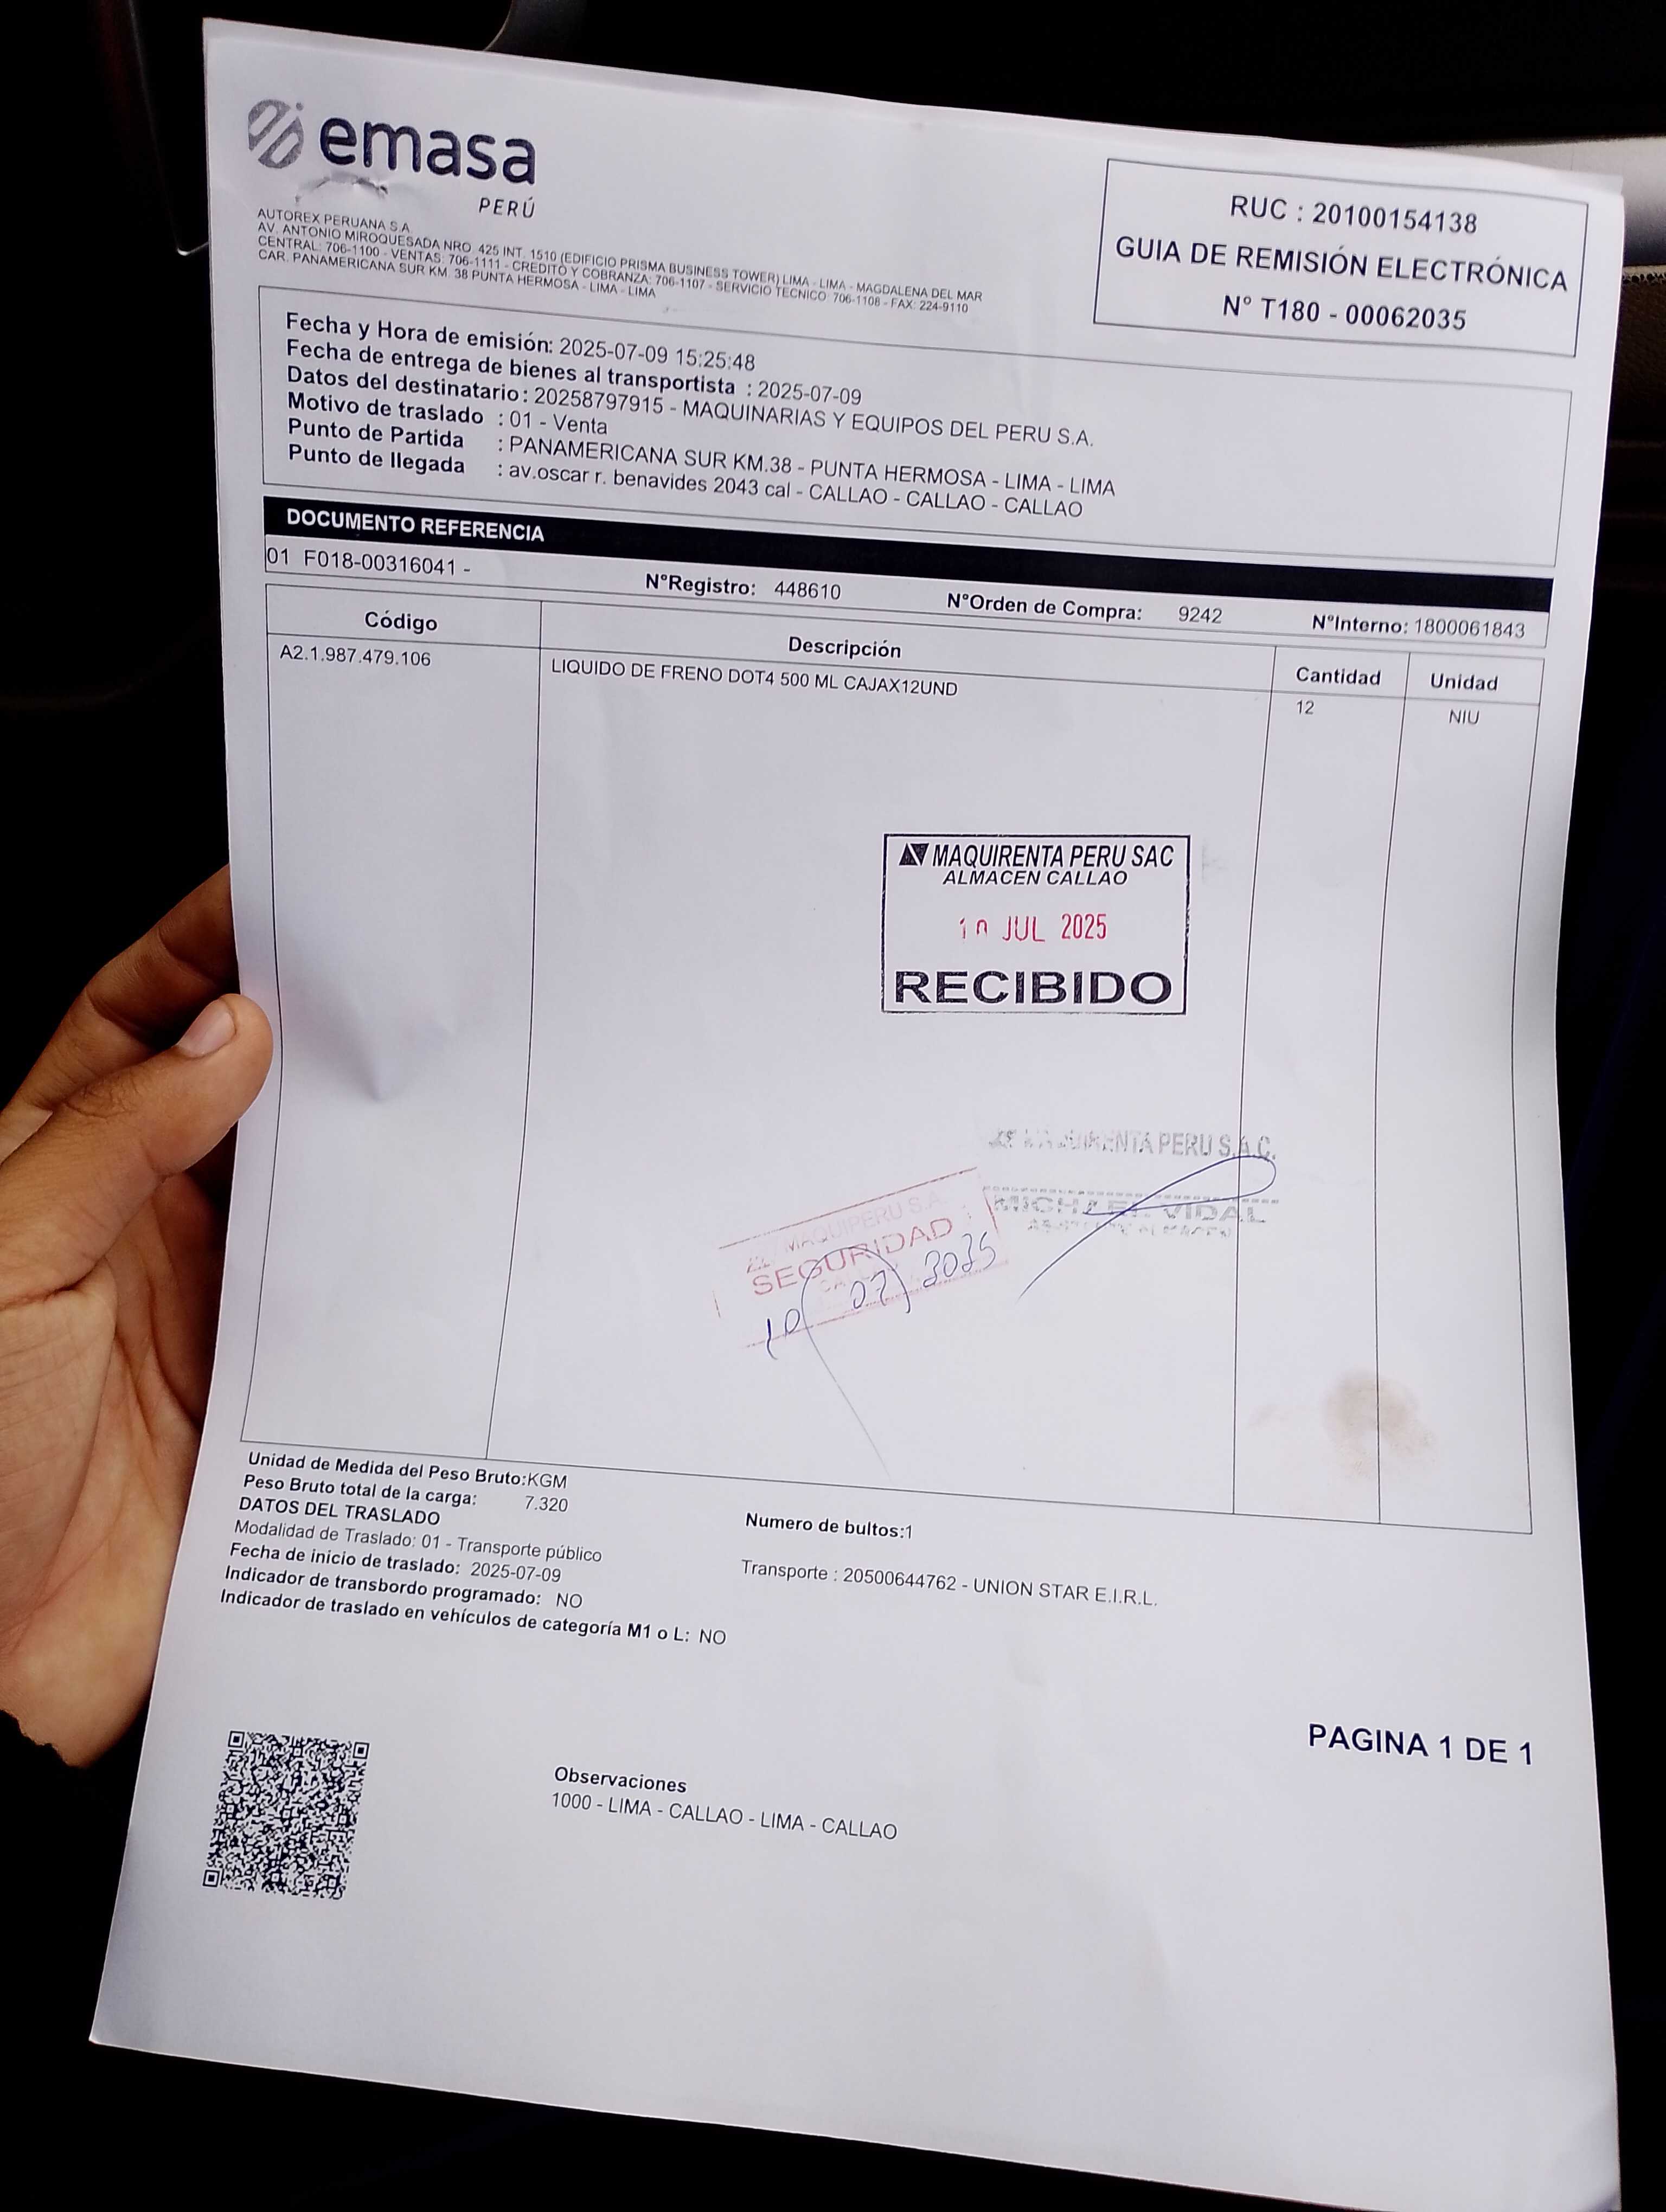 emasa
PERÚ
AUTOREX PERUANA S.A.
AV. ANTONIO MIROQUESADA NRO. 425 INT. 1510 (EDIFICIO PRISMA BUSINESS TOWER) LIMA - LIMA - MAGDALENA DEL MAR
CENTRAL: 706-1100 - VENTAS: 706-1111 - CREDITO Y COBRANZA: 706-1107 - SERVICIO TECNICO: 706-1108 - FAX: 224-9110
CAR. PANAMERICANA SUR KM. 38 PUNTA HERMOSA - LIMA - LIMA
RUC : 20100154138
GUIA DE REMISIÓN ELECTRÓNICA
N° T180 - 00062035
Fecha y Hora de emisión: 2025-07-09 15:25:48
Fecha de entrega de bienes al transportista : 2025-07-09
Datos del destinatario: 20258797915 - MAQUINARIAS Y EQUIPOS DEL PERU S.A.
Motivo de traslado : 01 - Venta
Punto de Partida : PANAMERICANA SUR KM.38 - PUNTA HERMOSA - LIMA - LIMA
Punto de llegada : av.oscar r. benavides 2043 cal - CALLAO - CALLAO - CALLAO
DOCUMENTO REFERENCIA
01 F018-00316041 - N°Registro: 448610 N°Orden de Compra: 9242 N°Interno: 1800061843
Código Descripción Cantidad Unidad
A2.1.987.479.106 LIQUIDO DE FRENO DOT4 500 ML CAJAX12UND 12 NIU
MAQUIRENTA PERU SAC
ALMACEN CALLAO
10 JUL 2025
RECIBIDO
MAQUIRENTA PERU S.A.C.
MICHAEL VIDAL
MAQUIPERU S.A.
SEGURIDAD
10 07 2025
Unidad de Medida del Peso Bruto:KGM
Peso Bruto total de la carga: 7.320
DATOS DEL TRASLADO
Numero de bultos:1
Modalidad de Traslado: 01 - Transporte público
Fecha de inicio de traslado: 2025-07-09
Transporte : 20500644762 - UNION STAR E.I.R.L.
Indicador de transbordo programado: NO
Indicador de traslado en vehículos de categoría M1 o L: NO
PAGINA 1 DE 1
Observaciones
1000 - LIMA - CALLAO - LIMA - CALLAO